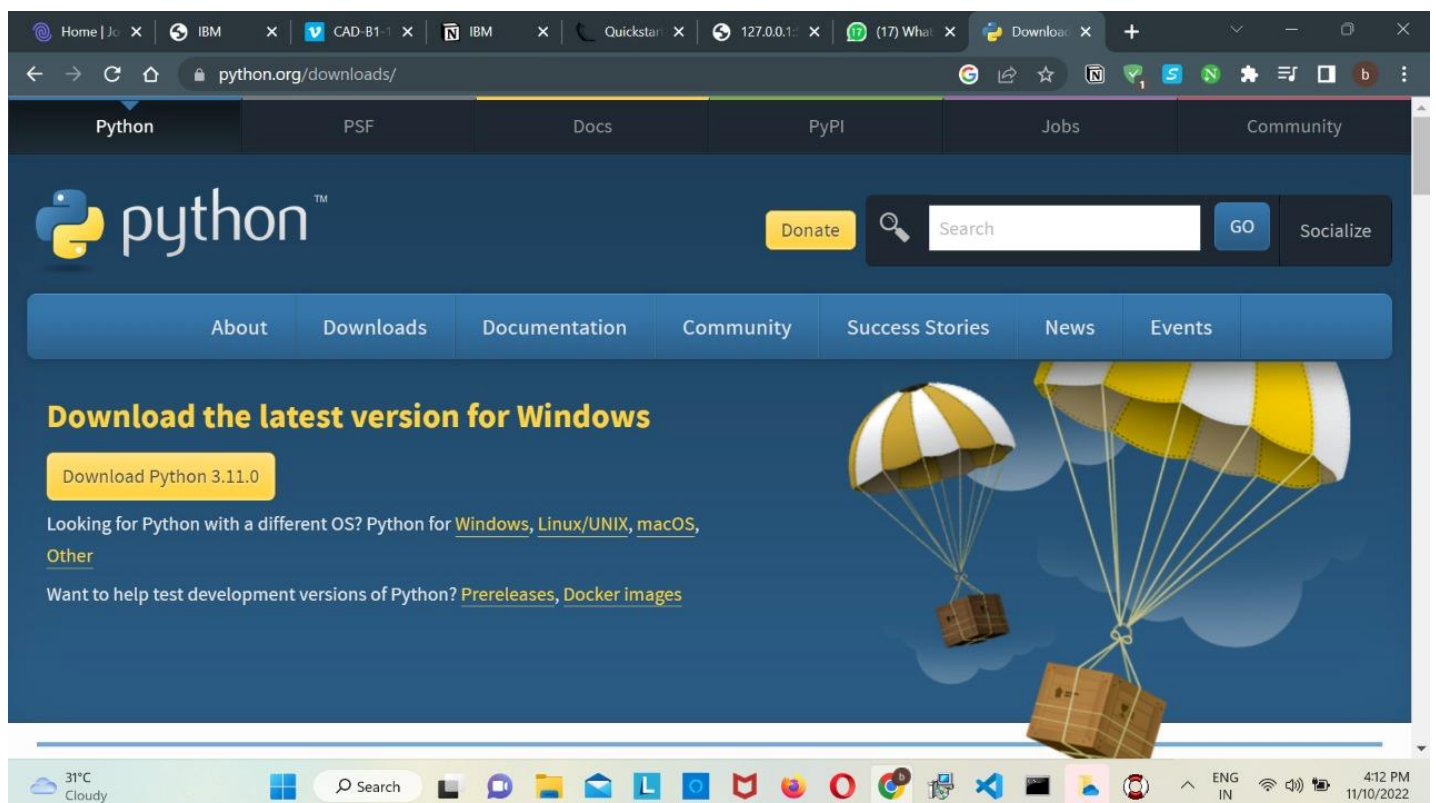 Home | Jo
IBM
CAD-B1-1
IBM
Quickstar
127.0.0.1:
(17) What
Download
python.org/downloads/
1
b
Python
PSF
Docs
PyPI
Jobs
Community
python™
Donate
Search
GO
Socialize
About
Downloads
Documentation
Community
Success Stories
News
Events
Download the latest version for Windows
Download Python 3.11.0
Looking for Python with a different OS? Python for Windows, Linux/UNIX, macOS,
Other
Want to help test development versions of Python? Prereleases, Docker images
31°C
Cloudy
Search
ENG
IN
4:12 PM
11/10/2022